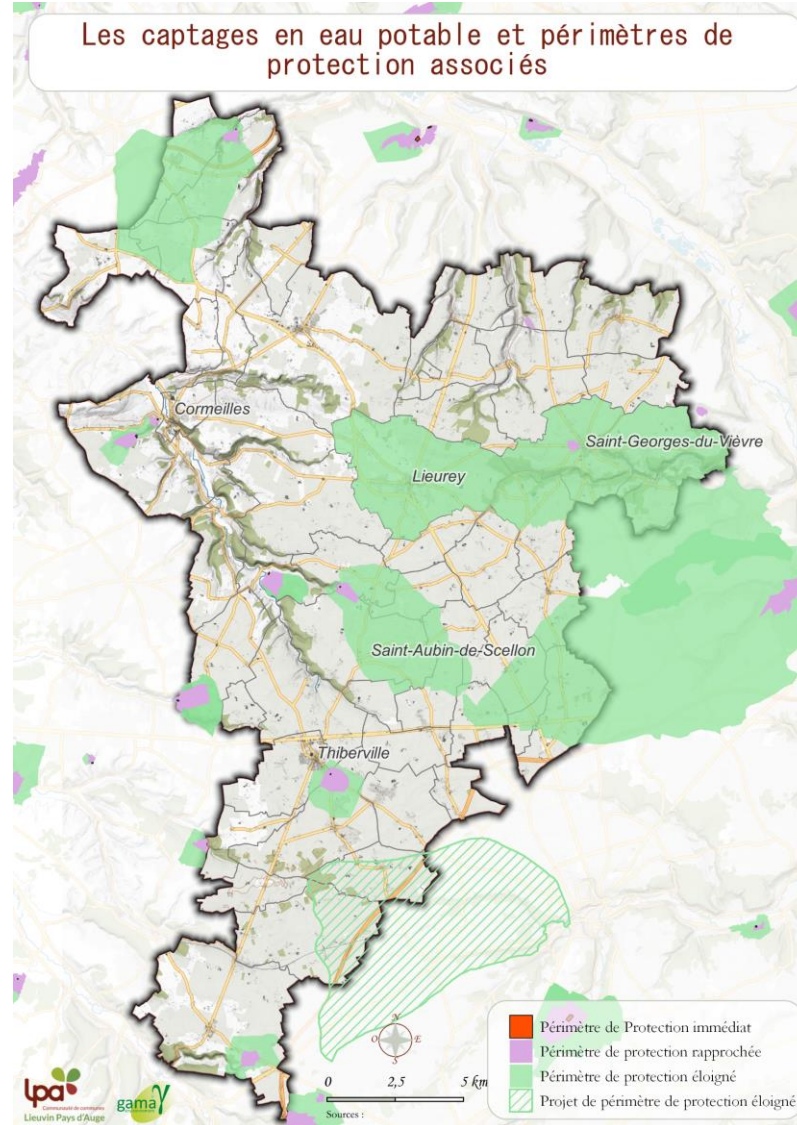 Les captages en eau potable et périmètres de
protection associés
Cormeilles
Saint-Georges-du-Vièvre
Lieurey
Saint-Aubin-de-Scellon
Thiberville
N
O
E
S
Périmètre de Protection immédiat
Périmètre de protection rapprochée
Périmètre de protection éloigné
Projet de périmètre de protection éloigné
0 2,5 5 km
Sources :
lpa
Communauté de communes
Lieuvin Pays d'Auge
gama